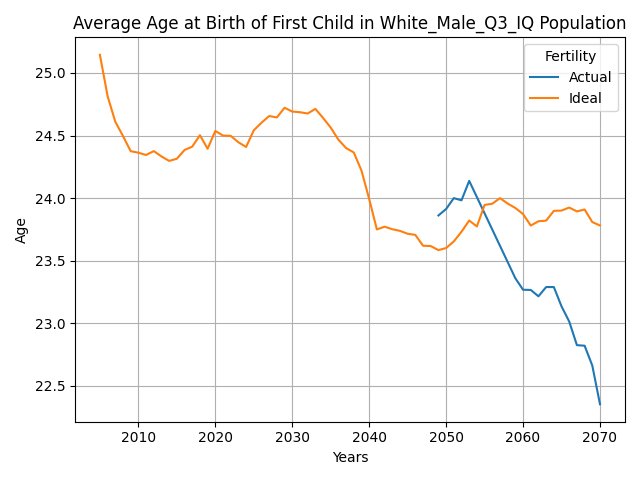 Average Age at Birth of First Child in White_Male_Q3_IQ Population
Fertility
Actual
Ideal
25.0
24.5
24.0
23.5
23.0
22.5
Age
2010 2020 2030 2040 2050 2060 2070
Years